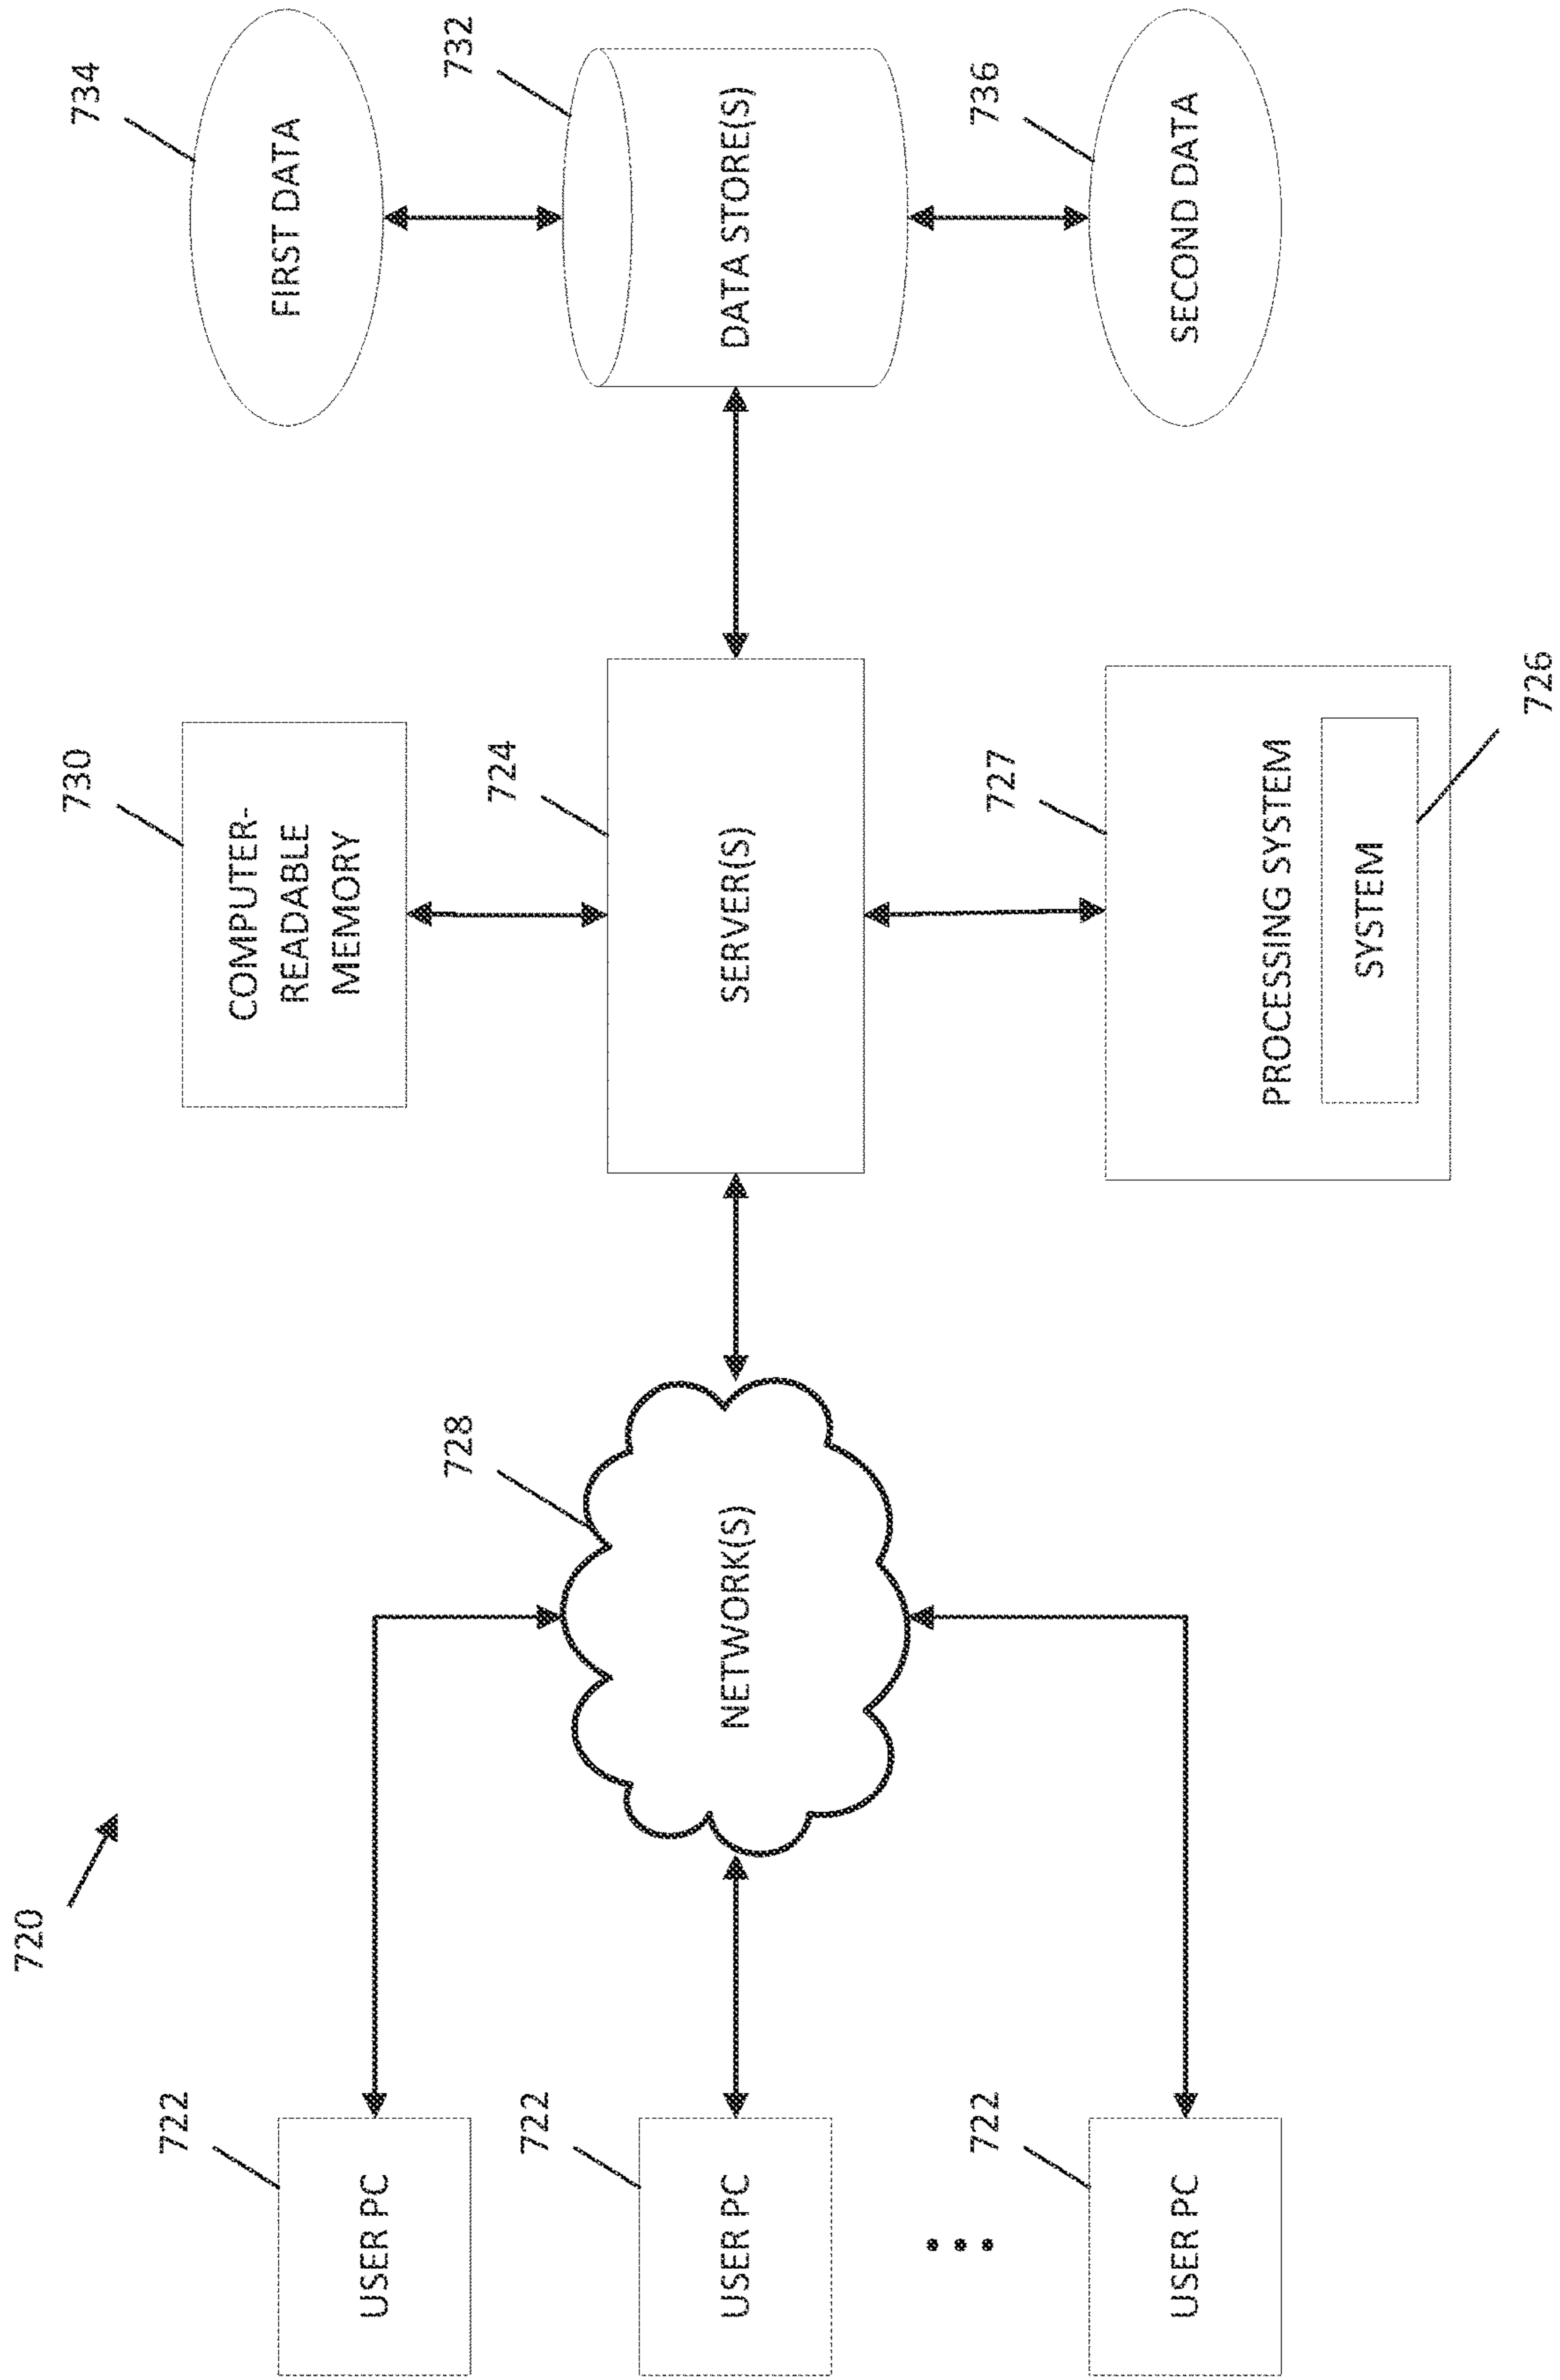 720
722
USER PC
722
USER PC
722
USER PC
728
NETWORK(S)
730
COMPUTER-
READABLE
MEMORY
724
SERVER(S)
727
PROCESSING SYSTEM
SYSTEM
726
734
FIRST DATA
732
DATA STORE(S)
736
SECOND DATA